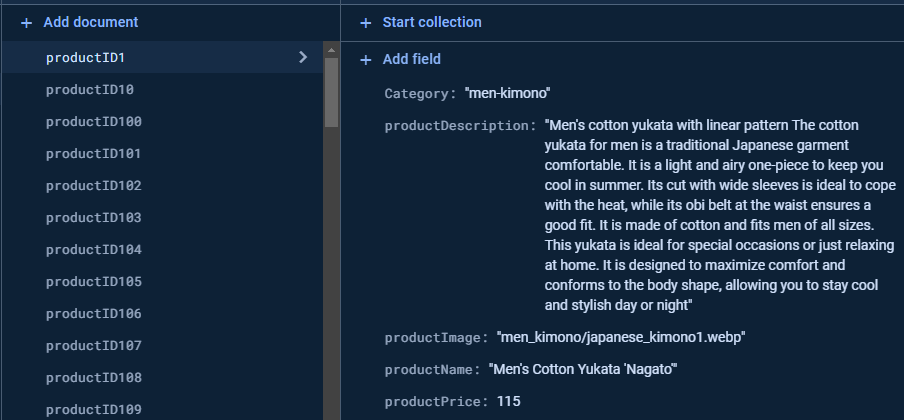 + Add document
productID1
productID10
productID100
productID101
productID102
productID103
productID104
productID105
productID106
productID107
productID108
productID109
+ Start collection
+ Add field
Category: "men-kimono"
productDescription: "Men's cotton yukata with linear pattern The cotton
yukata for men is a traditional Japanese garment
comfortable. It is a light and airy one-piece to keep you
cool in summer. Its cut with wide sleeves is ideal to cope
with the heat, while its obi belt at the waist ensures a
good fit. It is made of cotton and fits men of all sizes.
This yukata is ideal for special occasions or just relaxing
at home. It is designed to maximize comfort and
conforms to the body shape, allowing you to stay cool
and stylish day or night"
productImage: "men_kimono/japanese_kimono1.webp"
productName: "Men's Cotton Yukata 'Nagato'"
productPrice: 115